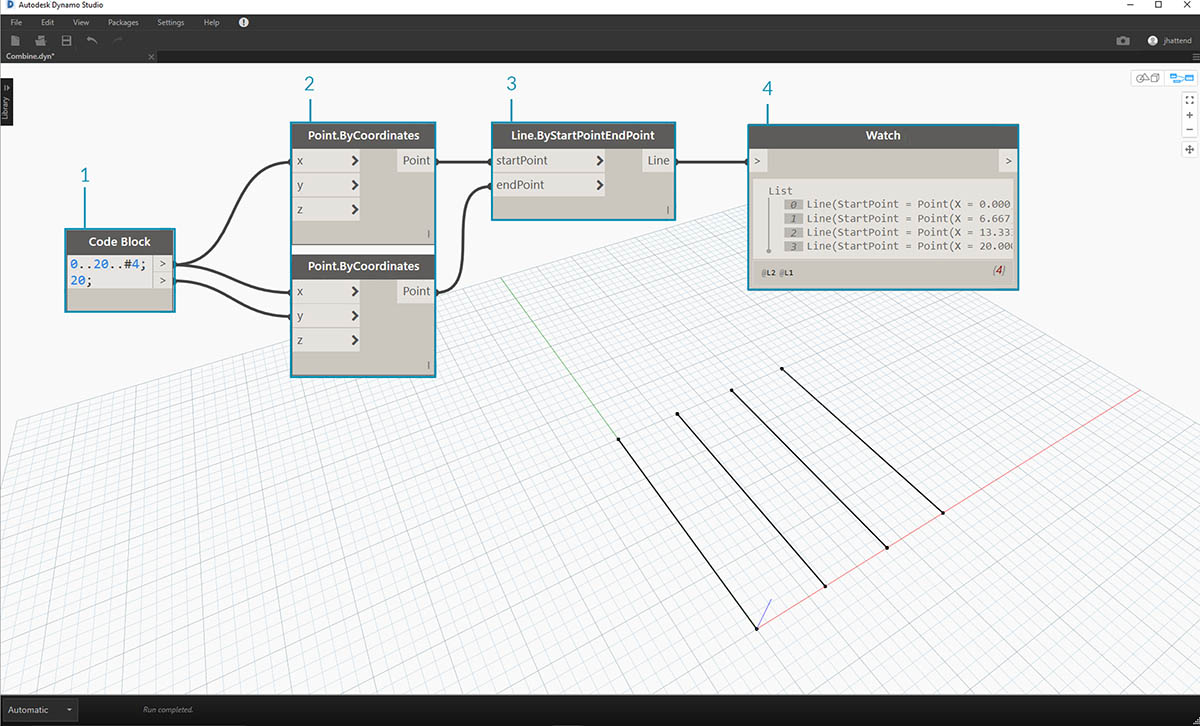 Autodesk Dynamo Studio
File Edit View Packages Settings Help
jhattend
Combine.dyn*
Library
1
2
3
4
Code Block
0..20..#4; >
20; >
Point.ByCoordinates
x > Point
y >
z >
Point.ByCoordinates
x > Point
y >
z >
Line.ByStartPointEndPoint
startPoint > Line
endPoint >
Watch
> >
List
0 Line(StartPoint = Point(X = 0.000
1 Line(StartPoint = Point(X = 6.667
2 Line(StartPoint = Point(X = 13.33
3 Line(StartPoint = Point(X = 20.00
@L2 @L1 {4}
Automatic Run completed.